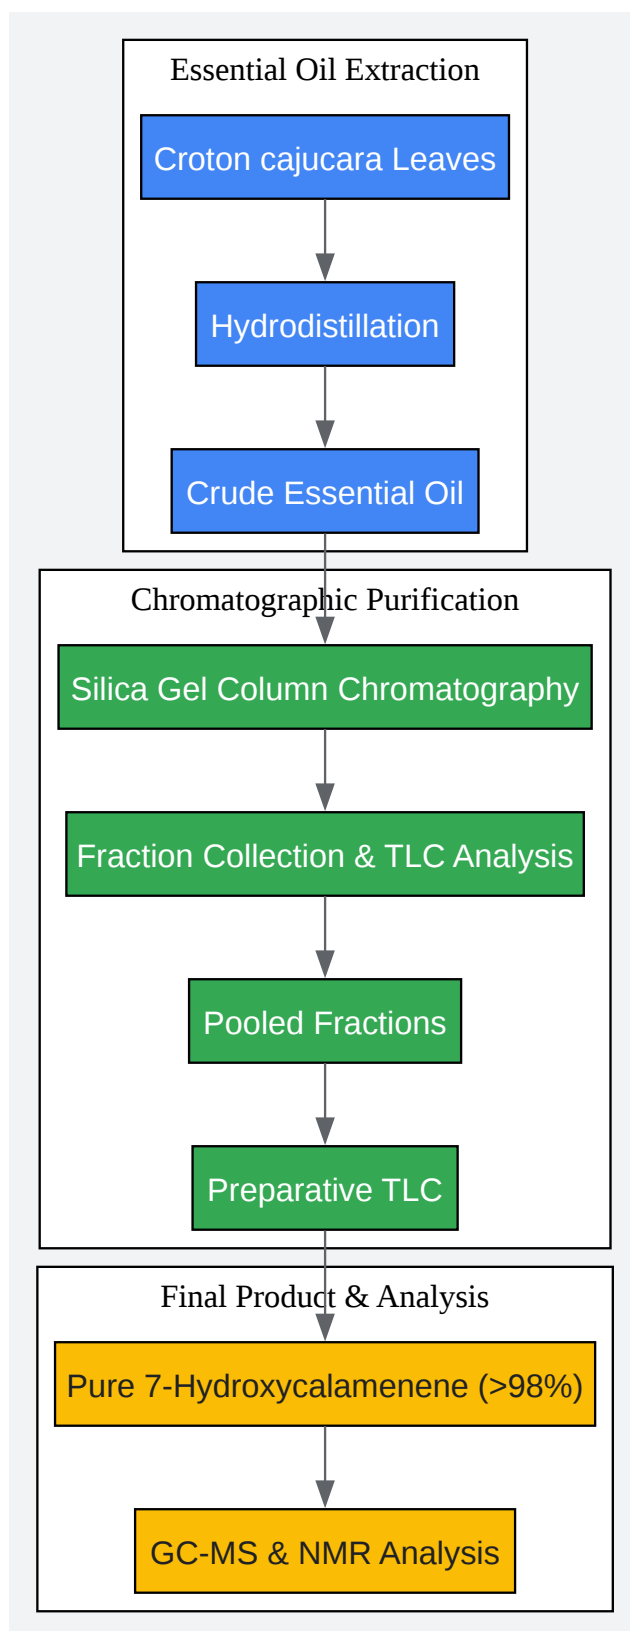 Essential Oil Extraction
Croton cajucara Leaves
Hydrodistillation
Crude Essential Oil
Chromatographic Purification
Silica Gel Column Chromatography
Fraction Collection & TLC Analysis
Pooled Fractions
Preparative TLC
Final Product & Analysis
Pure 7-Hydroxycalamenene (>98%)
GC-MS & NMR Analysis